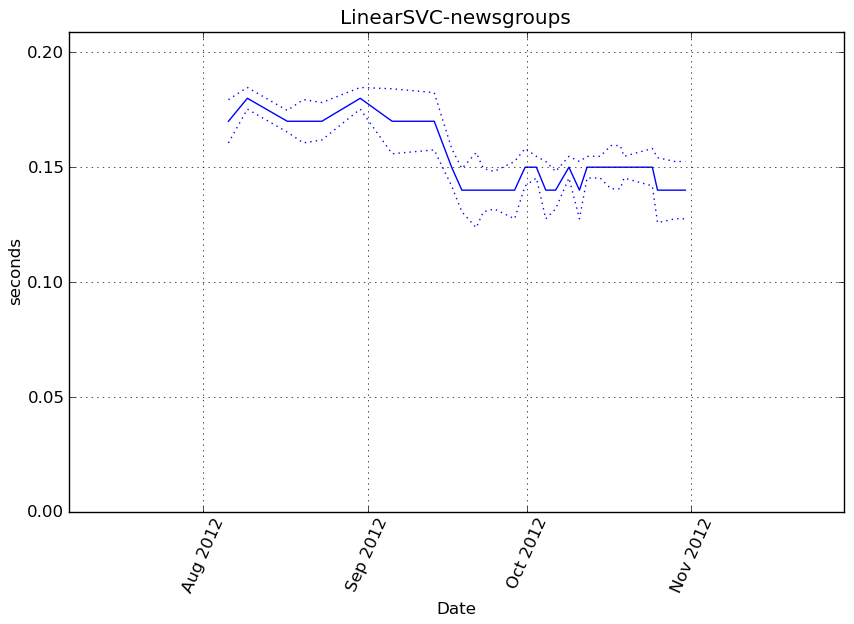 LinearSVC-newsgroups
0.20
0.15
0.10
0.05
0.00
seconds
Aug 2012
Sep 2012
Oct 2012
Nov 2012
Date